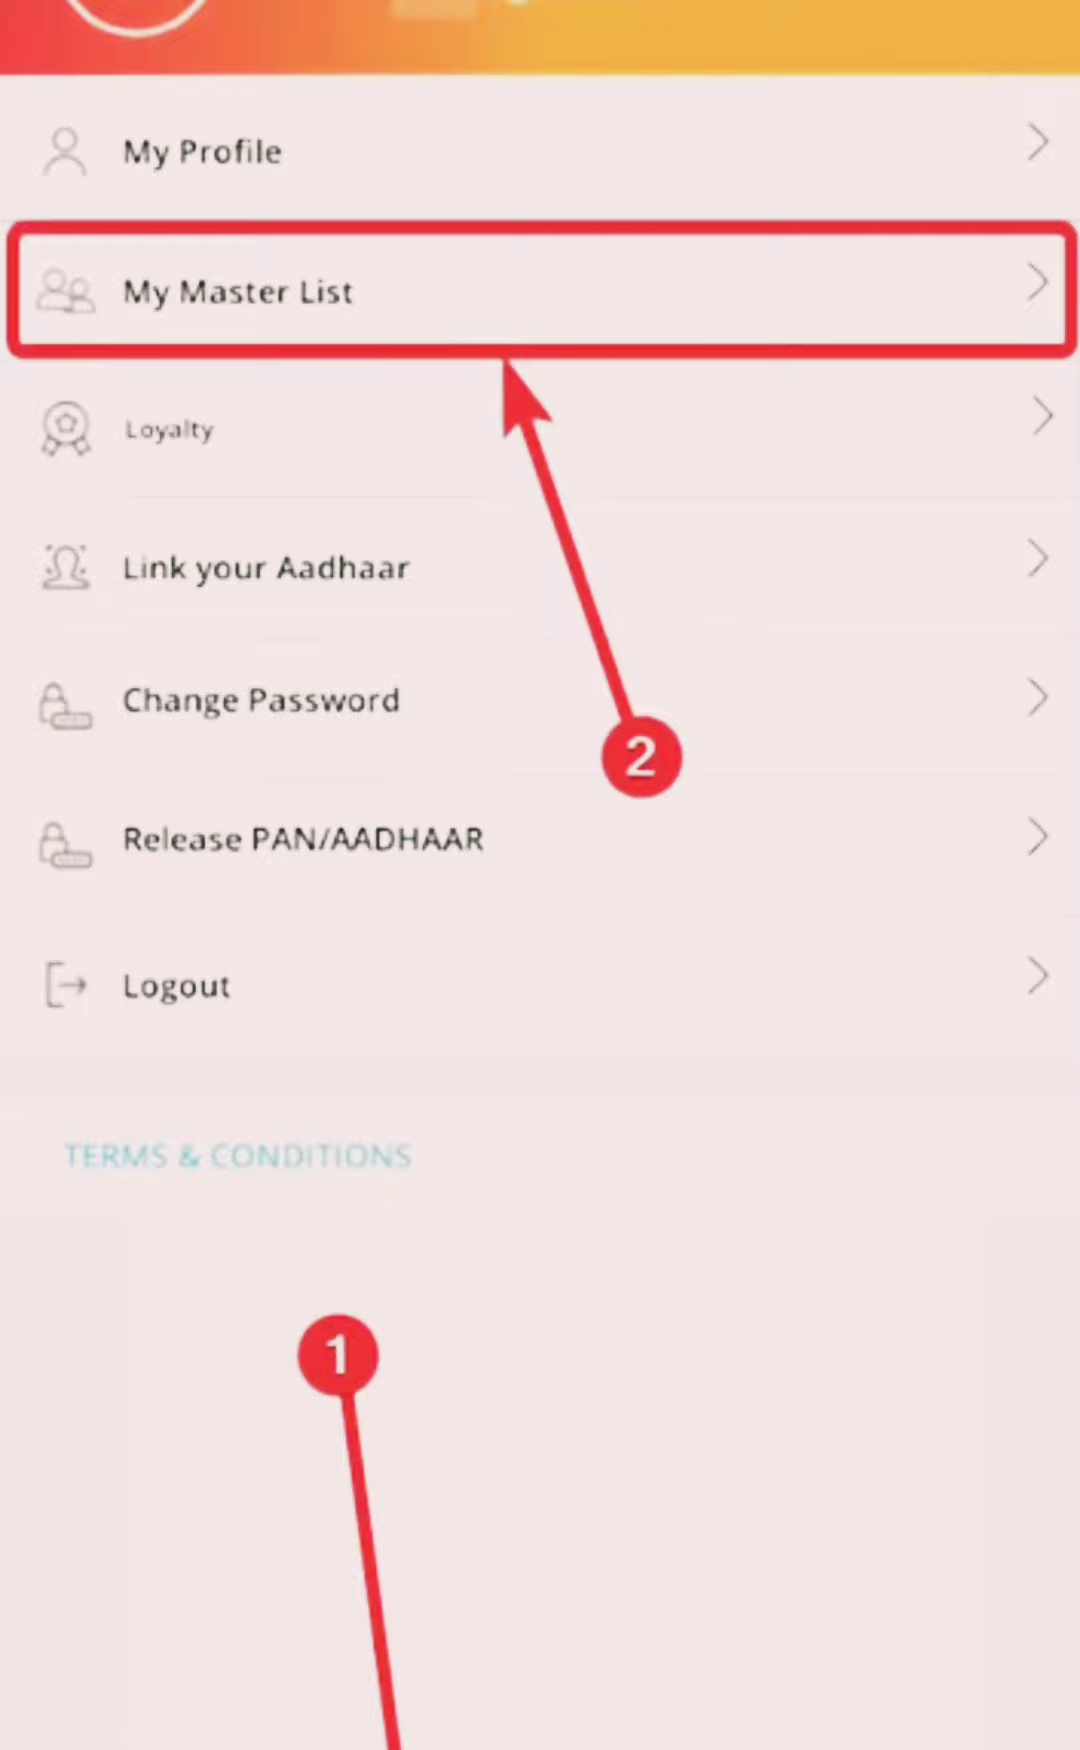 My Profile
My Master List
Loyalty
Link your Aadhaar
Change Password
2
Release PAN/AADHAAR
Logout
TERMS & CONDITIONS
1